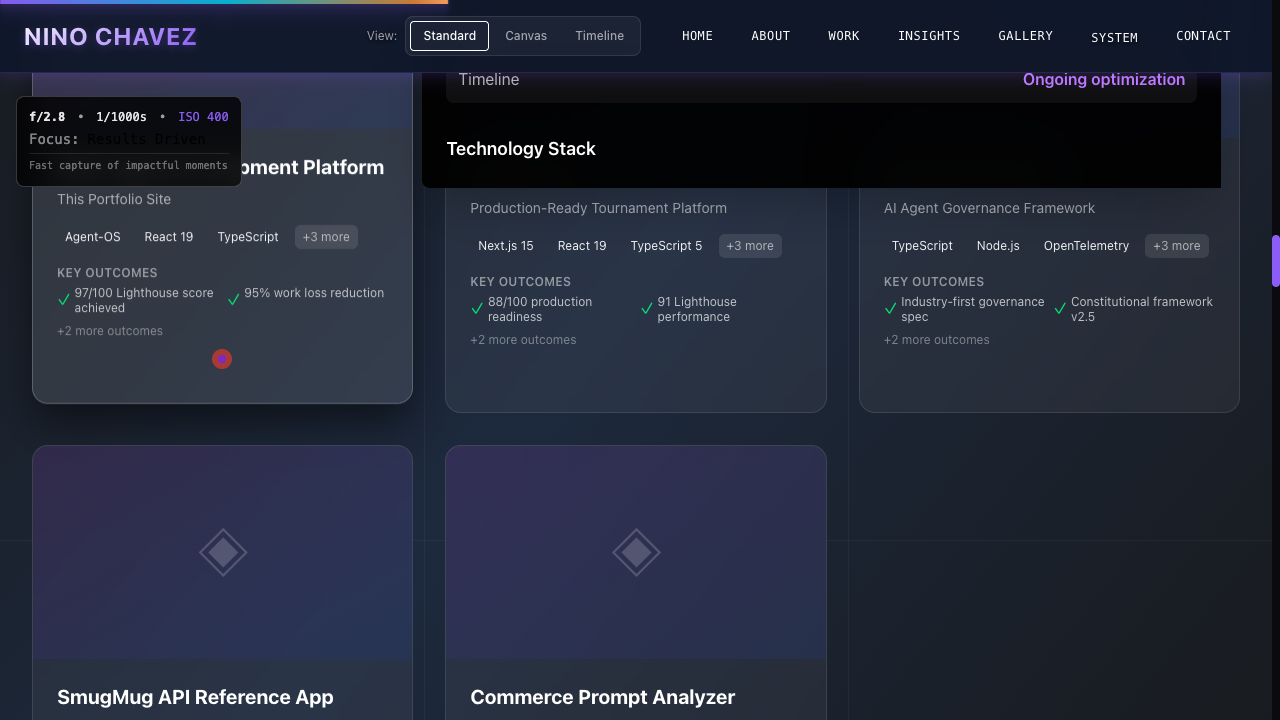 NINO CHAVEZ
View: Standard Canvas Timeline
HOME ABOUT WORK INSIGHTS GALLERY SYSTEM CONTACT
Timeline Ongoing optimization
f/2.8 • 1/1000s • ISO 400
Focus: Results Driven
Fast capture of impactful moments
Technology Stack
pment Platform
This Portfolio Site
Agent-OS React 19 TypeScript +3 more
KEY OUTCOMES
✓ 97/100 Lighthouse score achieved
✓ 95% work loss reduction
+2 more outcomes
Production-Ready Tournament Platform
Next.js 15 React 19 TypeScript 5 +3 more
KEY OUTCOMES
✓ 88/100 production readiness
✓ 91 Lighthouse performance
+2 more outcomes
AI Agent Governance Framework
TypeScript Node.js OpenTelemetry +3 more
KEY OUTCOMES
✓ Industry-first governance spec
✓ Constitutional framework v2.5
+2 more outcomes
SmugMug API Reference App
Commerce Prompt Analyzer